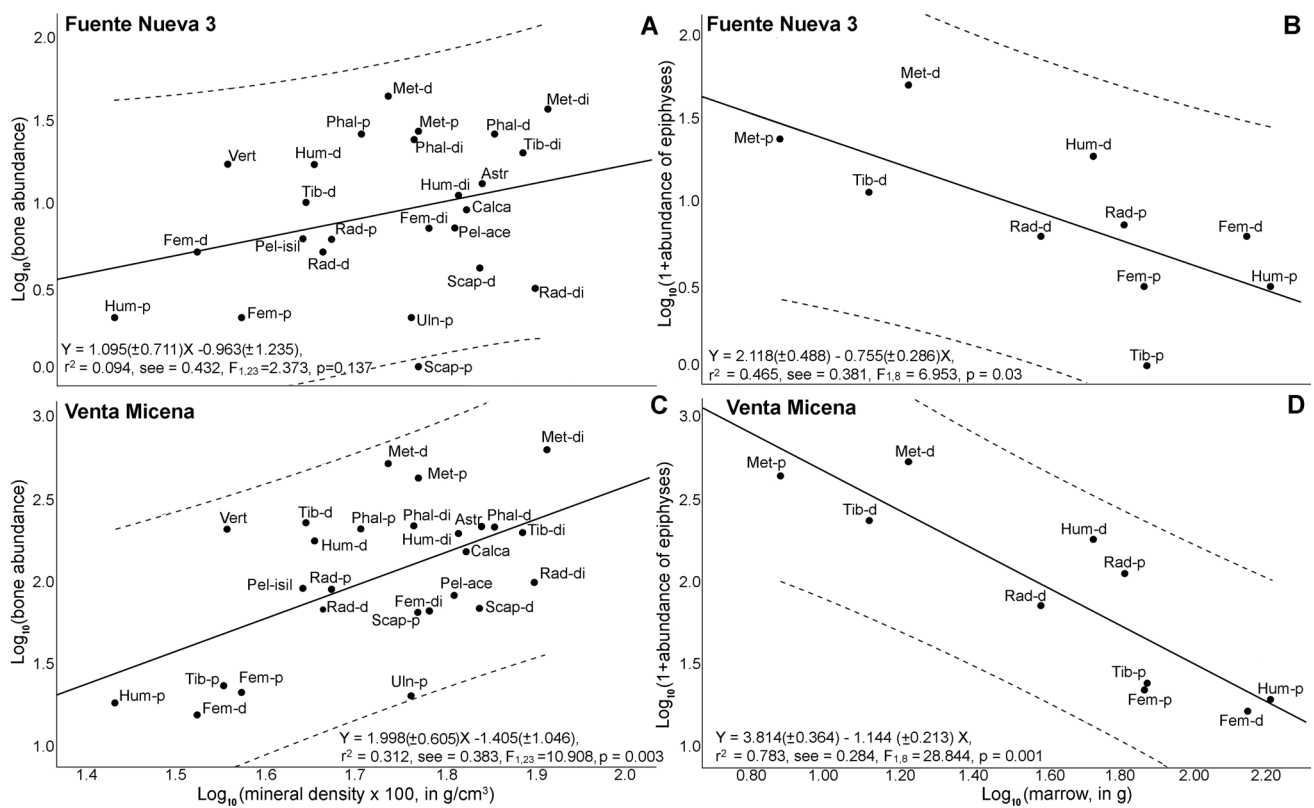 Fuente Nueva 3
A
2.0
1.5
1.0
0.5
0.0
Log₁₀(bone abundance)
Met-d
Met-di
Phal-p
Met-p
Phal-d
Phal-di
Tib-di
Vert
Hum-d
Astr
Tib-d
Hum-di
Calca
Fem-di
Pel-ace
Fem-d
Pel-isil
Rad-p
Rad-d
Scap-d
Rad-di
Hum-p
Fem-p
Uln-p
Scap-p
Y = 1.095(±0.711)X -0.963(±1.235),
r² = 0.094, see = 0.432, F₁,₂₃ =2.373, p=0.137
Fuente Nueva 3
B
2.0
1.5
1.0
0.5
0.0
Log₁₀(1+abundance of epiphyses)
Met-d
Met-p
Hum-d
Tib-d
Rad-d
Rad-p
Fem-d
Fem-p
Hum-p
Tib-p
Y = 2.118(±0.488) - 0.755(±0.286)X,
r² = 0.465, see = 0.381, F₁,₈ = 6.953, p = 0.03
Venta Micena
C
3.0
2.5
2.0
1.5
1.0
Log₁₀(bone abundance)
Met-di
Met-d
Met-p
Vert
Tib-d
Phal-p
Phal-di
Astr
Phal-d
Hum-d
Hum-di
Tib-di
Calca
Pel-isil
Rad-p
Rad-di
Pel-ace
Rad-d
Fem-di
Scap-p
Scap-d
Tib-p
Fem-p
Hum-p
Fem-d
Uln-p
Y = 1.998(±0.605)X -1.405(±1.046),
r² = 0.312, see = 0.383, F₁,₂₃=10.908, p = 0.003
1.4 1.5 1.6 1.7 1.8 1.9 2.0
Log₁₀(mineral density x 100, in g/cm³)
Venta Micena
D
3.0
2.5
2.0
1.5
1.0
Log₁₀(1+abundance of epiphyses)
Met-p
Met-d
Tib-d
Hum-d
Rad-p
Rad-d
Tib-p
Fem-p
Hum-p
Fem-d
Y = 3.814(±0.364) - 1.144 (±0.213) X,
r² = 0.783, see = 0.284, F₁,₈ = 28.844, p = 0.001
0.80 1.00 1.20 1.40 1.60 1.80 2.00 2.20
Log₁₀(marrow, in g)